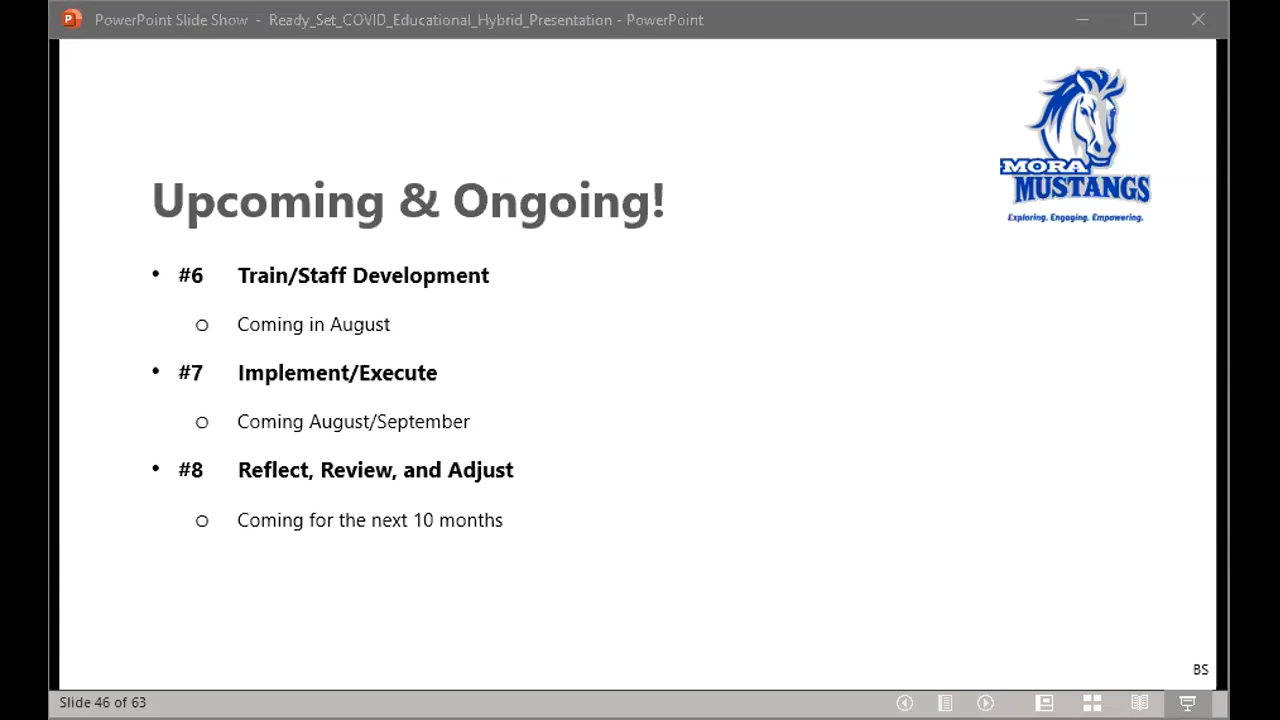 PowerPoint Slide Show - Ready_Set_COVID_Educational_Hybrid_Presentation - PowerPoint
MORA
MUSTANGS
Exploring. Engaging. Empowering.
Upcoming & Ongoing!
• #6 Train/Staff Development
o Coming in August
• #7 Implement/Execute
o Coming August/September
• #8 Reflect, Review, and Adjust
o Coming for the next 10 months
BS
Slide 46 of 63